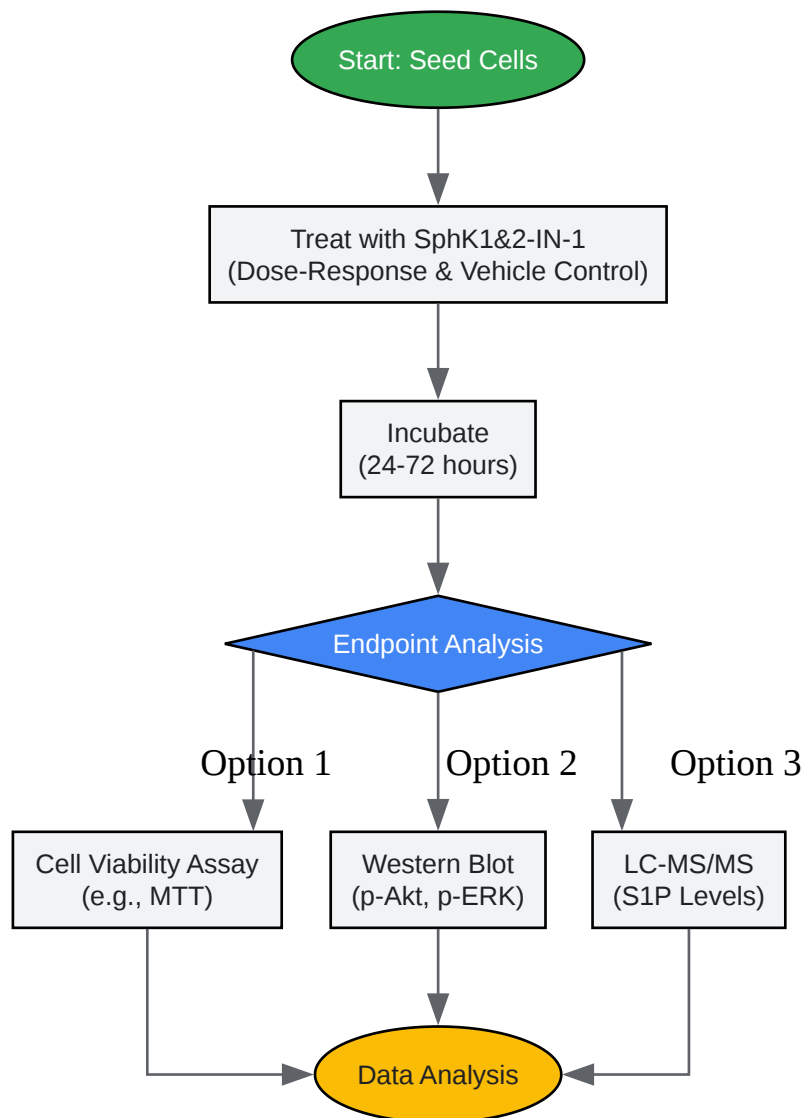 Start: Seed Cells
Treat with SphK1&2-IN-1
(Dose-Response & Vehicle Control)
Incubate
(24-72 hours)
Endpoint Analysis
Option 1
Option 2
Option 3
Cell Viability Assay
(e.g., MTT)
Western Blot
(p-Akt, p-ERK)
LC-MS/MS
(S1P Levels)
Data Analysis